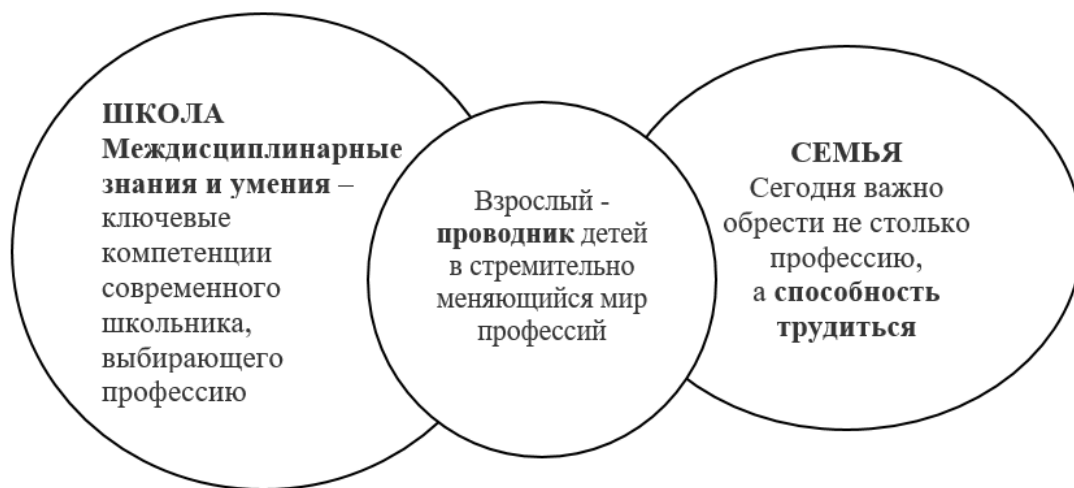 ШКОЛА
Междисциплинарные
знания и умения –
ключевые
компетенции
современного
школьника,
выбирающего
профессию
Взрослый -
проводник детей
в стремительно
меняющийся мир
профессий
СЕМЬЯ
Сегодня важно
обрести не столько
профессию,
а способность
трудиться